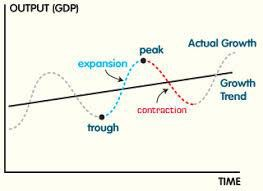 OUTPUT (GDP)
peak
Actual Growth
expansion
Growth
Trend
contraction
trough
TIME